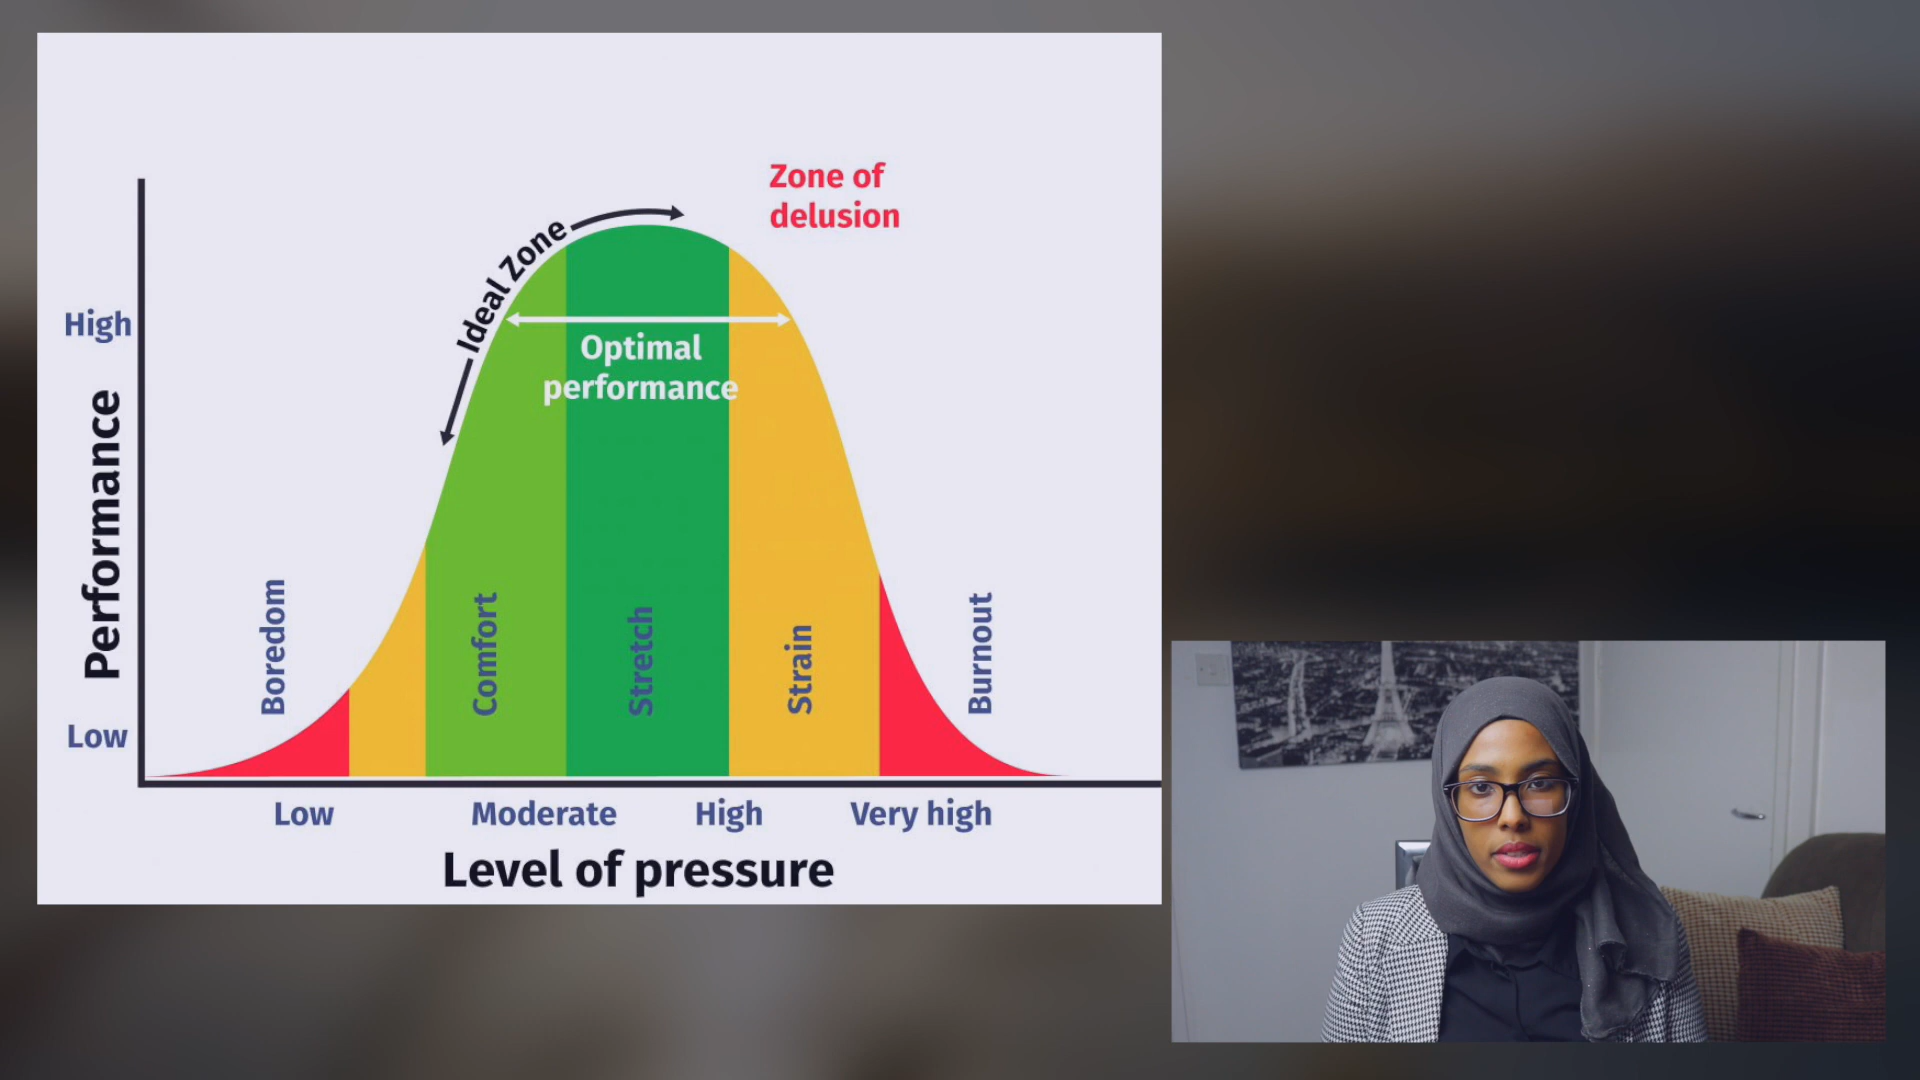 Zone of
delusion
Ideal Zone
High
Optimal
performance
Performance
Boredom
Comfort
Stretch
Strain
Burnout
Low
Low
Moderate
High
Very high
Level of pressure